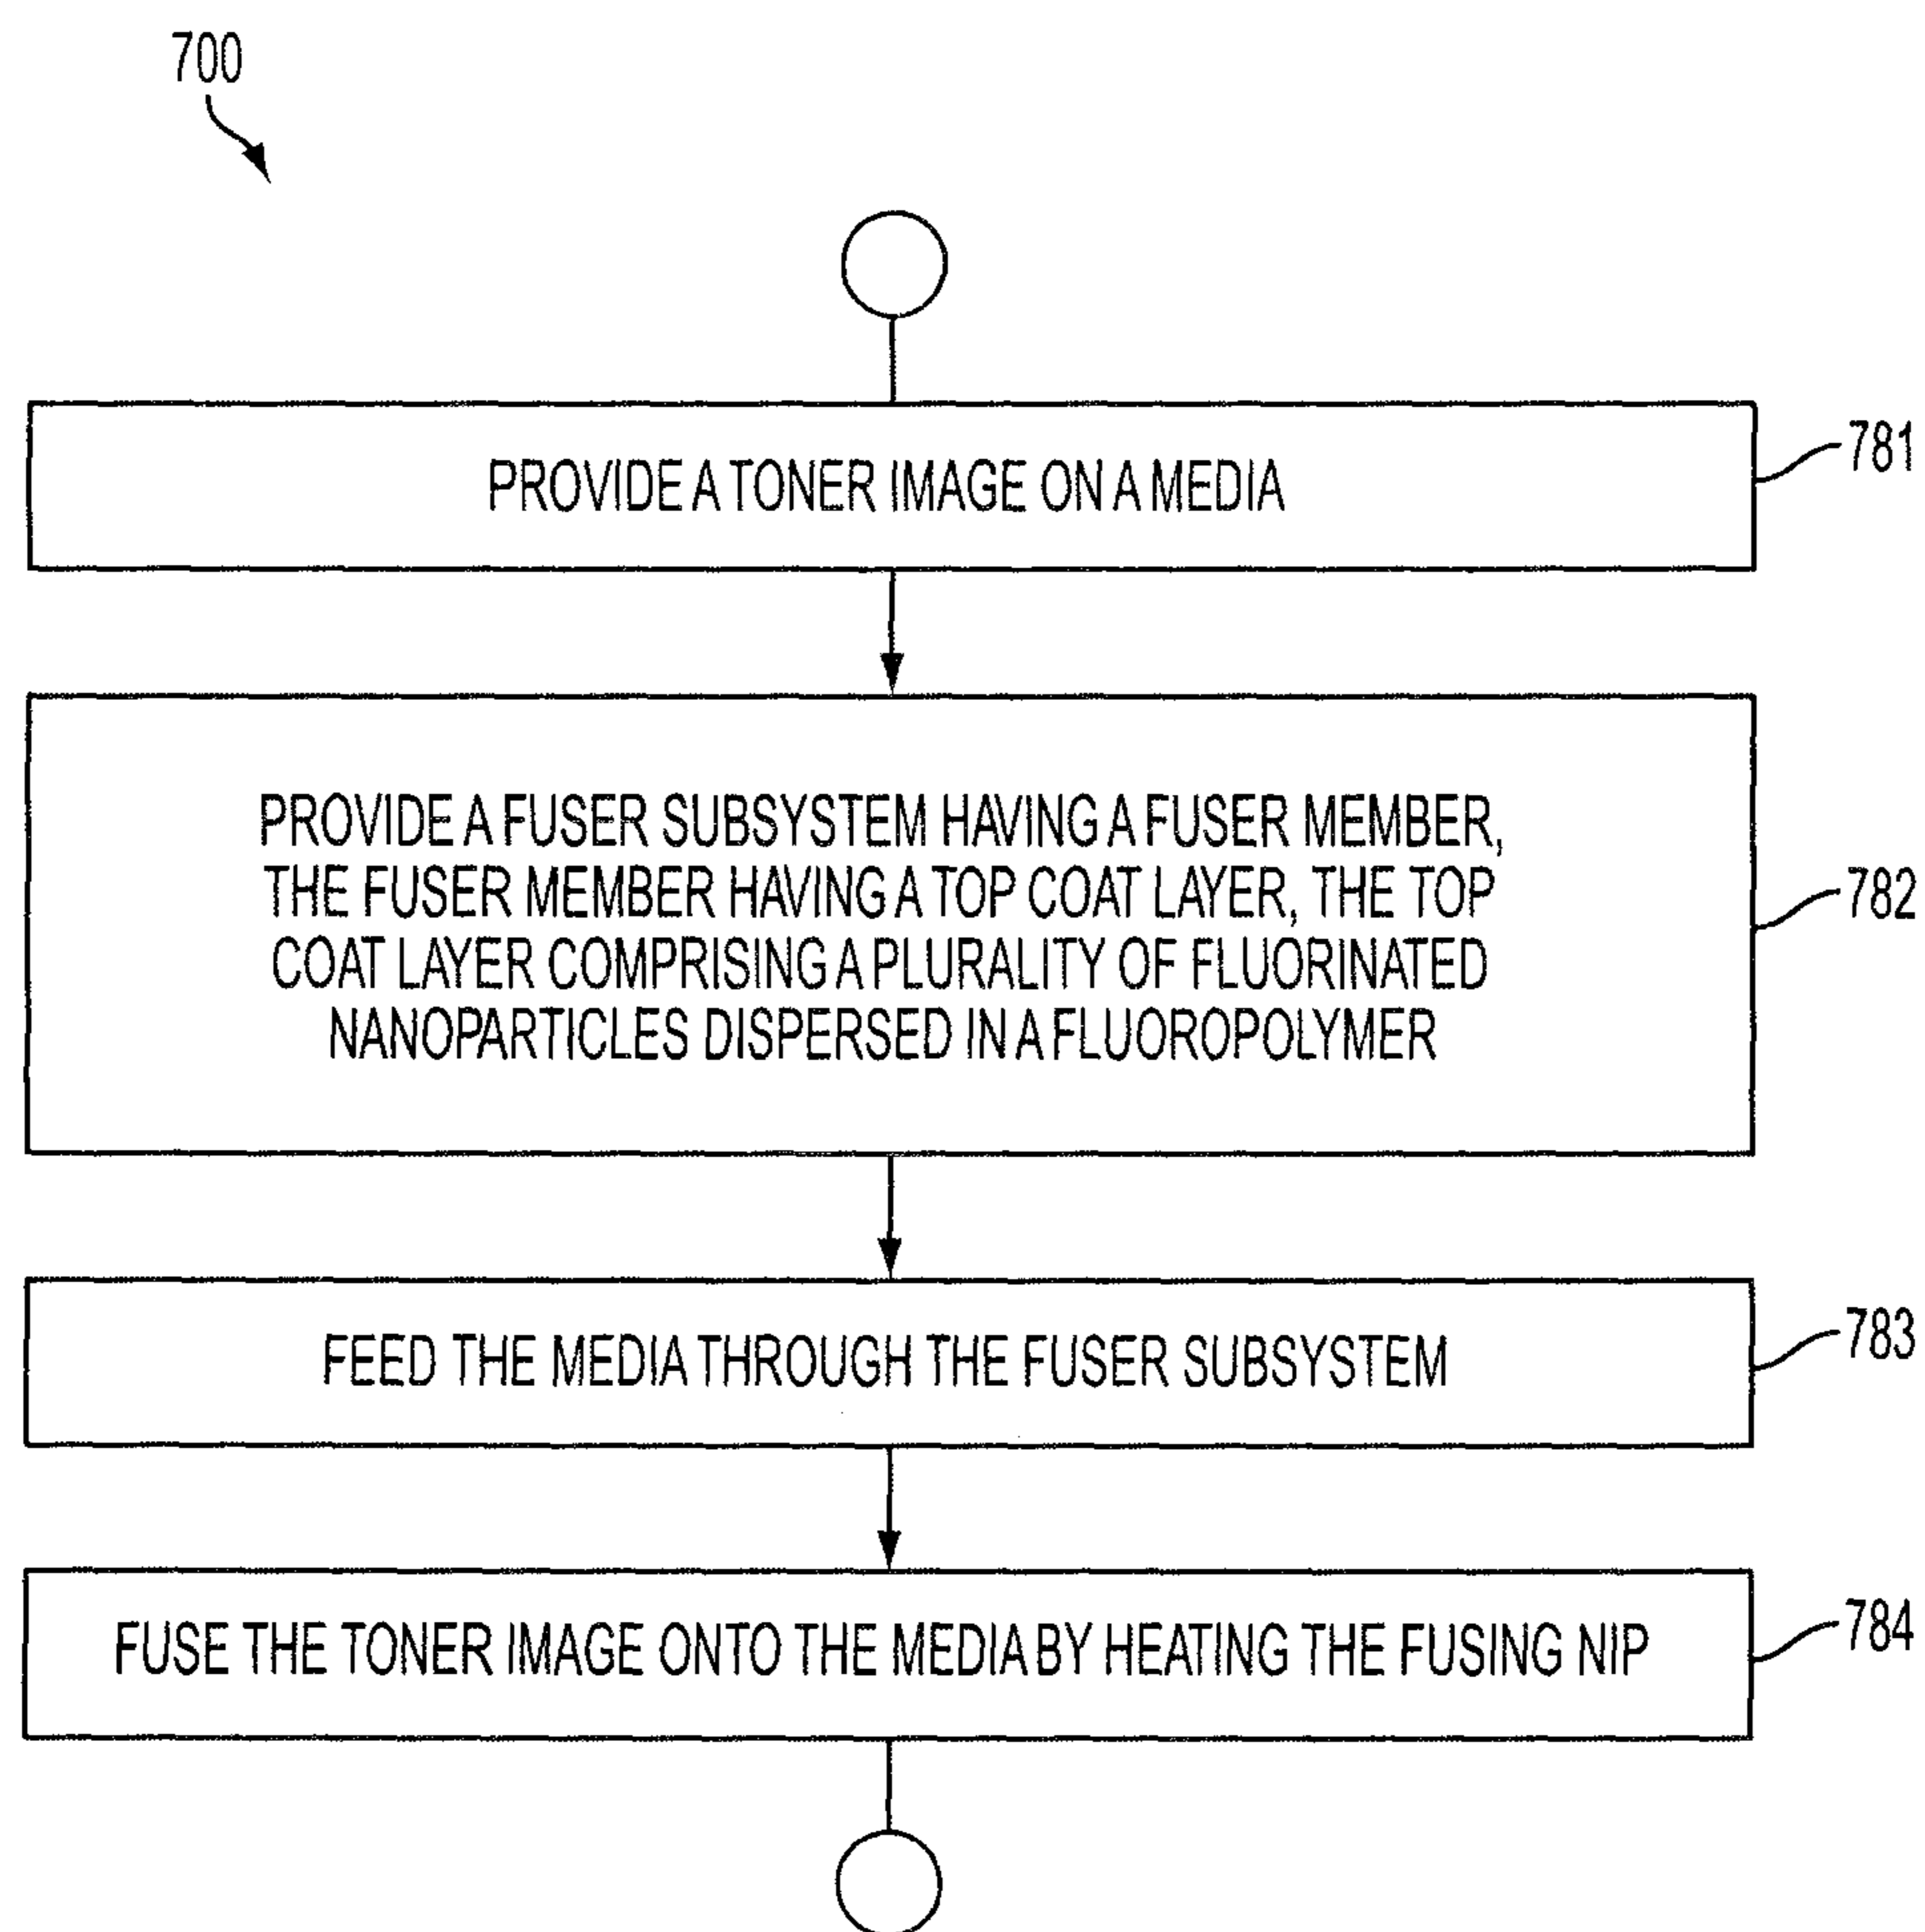 700
PROVIDE A TONER IMAGE ON A MEDIA
781
PROVIDE A FUSER SUBSYSTEM HAVING A FUSER MEMBER,
THE FUSER MEMBER HAVING A TOP COAT LAYER, THE TOP
COAT LAYER COMPRISING A PLURALITY OF FLUORINATED
NANOPARTICLES DISPERSED IN A FLUOROPOLYMER
782
FEED THE MEDIA THROUGH THE FUSER SUBSYSTEM
783
FUSE THE TONER IMAGE ONTO THE MEDIA BY HEATING THE FUSING NIP
784